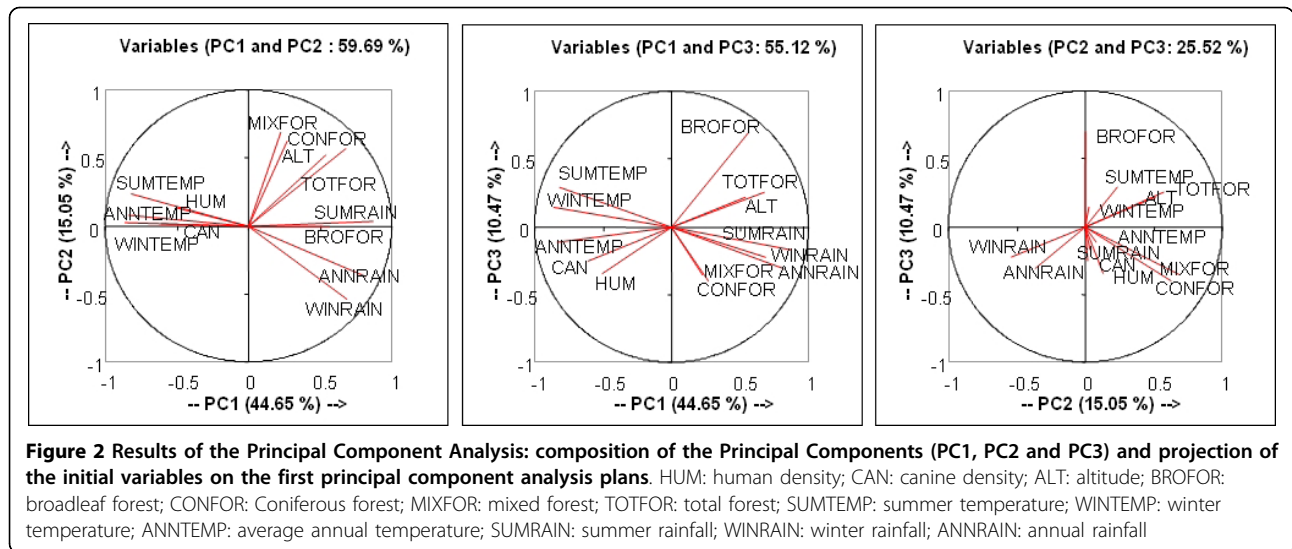 Variables (PC1 and PC2 : 59.69 %)
1
MIXFOR
CONFOR
0.5
ALT
SUMTEMP
TOTFOR
HUM
ANNTEMP
SUMRAIN
0
CAN
BROFOR
WINTEMP
ANNRAIN
-0.5
WINRAIN
-1
-- PC2 (15.05 %) -->
-1 -0.5 0 0.5 1
-- PC1 (44.65 %) -->
Variables (PC1 and PC3: 55.12 %)
1
BROFOR
0.5
SUMTEMP
TOTFOR
WINTEMP
ALT
0
SUMRAIN
ANNTEMP
WINRAIN
CAN
MIXFOR
ANNRAIN
HUM
CONFOR
-0.5
-1
-- PC3 (10.47 %) -->
-1 -0.5 0 0.5 1
-- PC1 (44.65 %) -->
Variables (PC2 and PC3: 25.52 %)
1
BROFOR
0.5
SUMTEMP
TOTFOR
ALT
WINTEMP
0
ANNTEMP
WINRAIN
SUMRAIN
ANNRAIN
CAN
MIXFOR
HUM
CONFOR
-0.5
-1
-- PC3 (10.47 %) -->
-1 -0.5 0 0.5 1
-- PC2 (15.05 %) -->
Figure 2 Results of the Principal Component Analysis: composition of the Principal Components (PC1, PC2 and PC3) and projection of
the initial variables on the first principal component analysis plans. HUM: human density; CAN: canine density; ALT: altitude; BROFOR:
broadleaf forest; CONFOR: Coniferous forest; MIXFOR: mixed forest; TOTFOR: total forest; SUMTEMP: summer temperature; WINTEMP: winter
temperature; ANNTEMP: average annual temperature; SUMRAIN: summer rainfall; WINRAIN: winter rainfall; ANNRAIN: annual rainfall